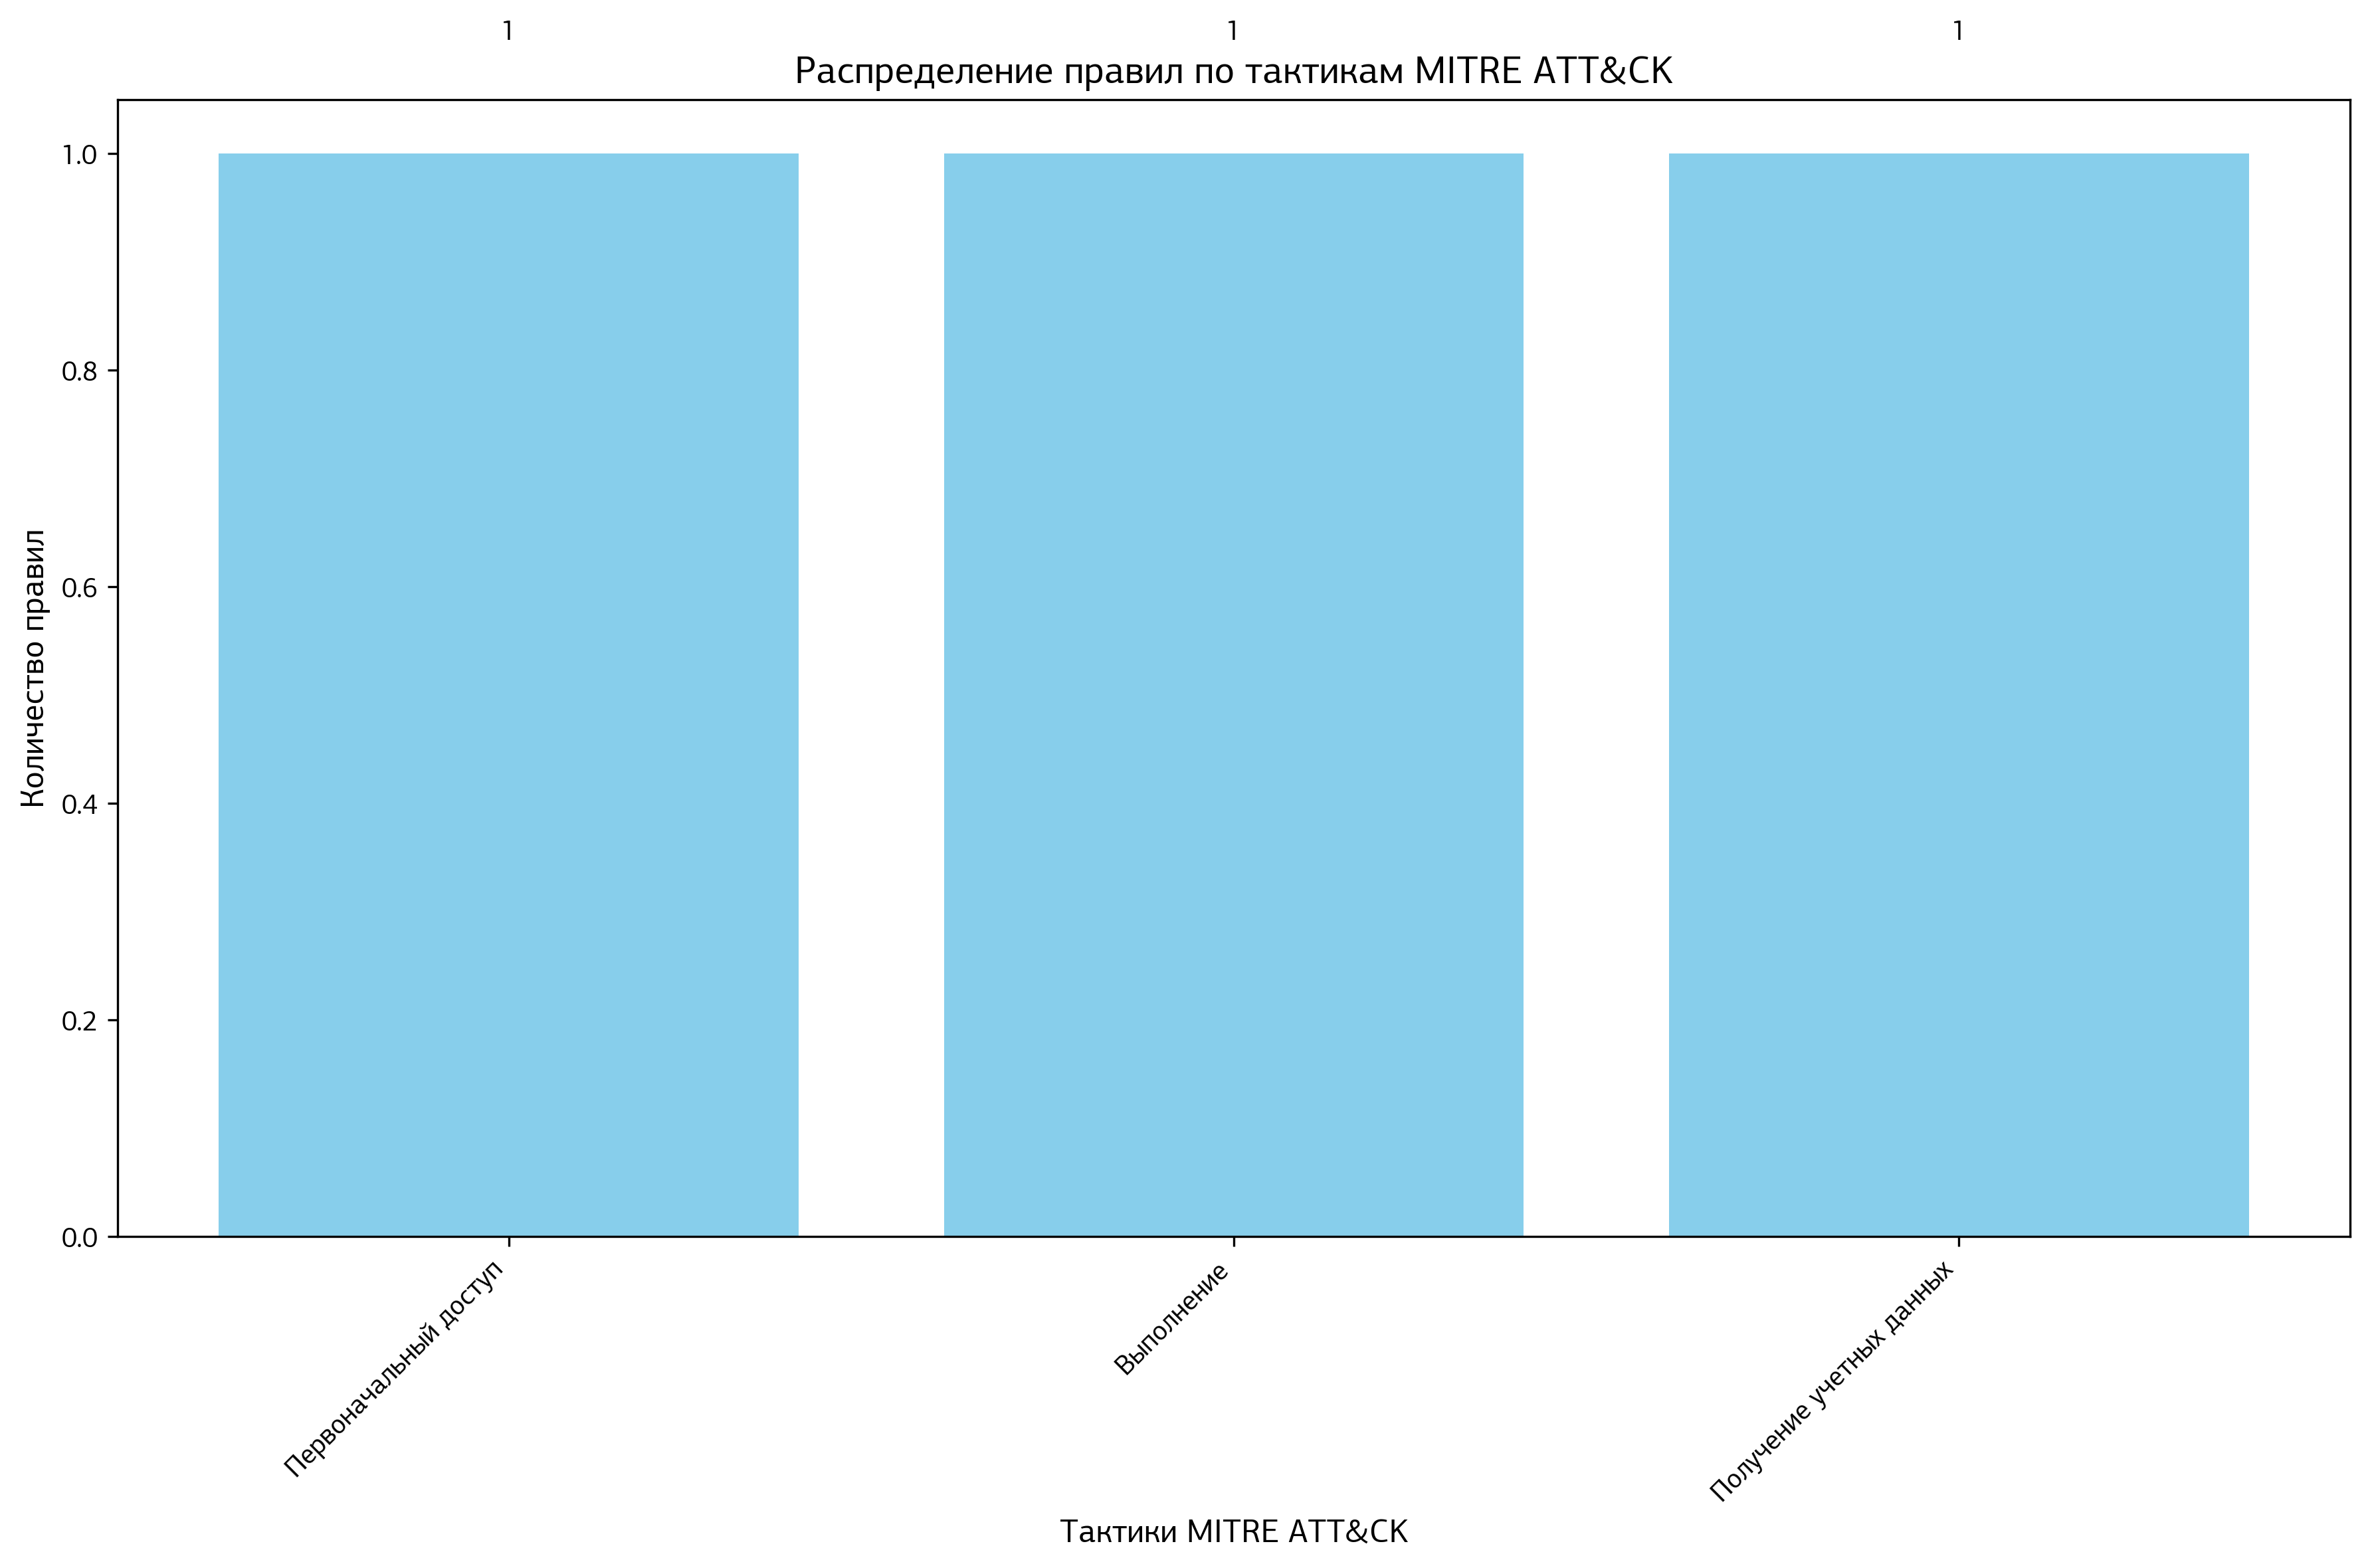 1 1 1
Распределение правил по тактикам MITRE ATT&CK
1.0
0.8
0.6
0.4
0.2
0.0
Количество правил
Первоначальный доступ
Выполнение
Получение учетных данных
Тактики MITRE ATT&CK